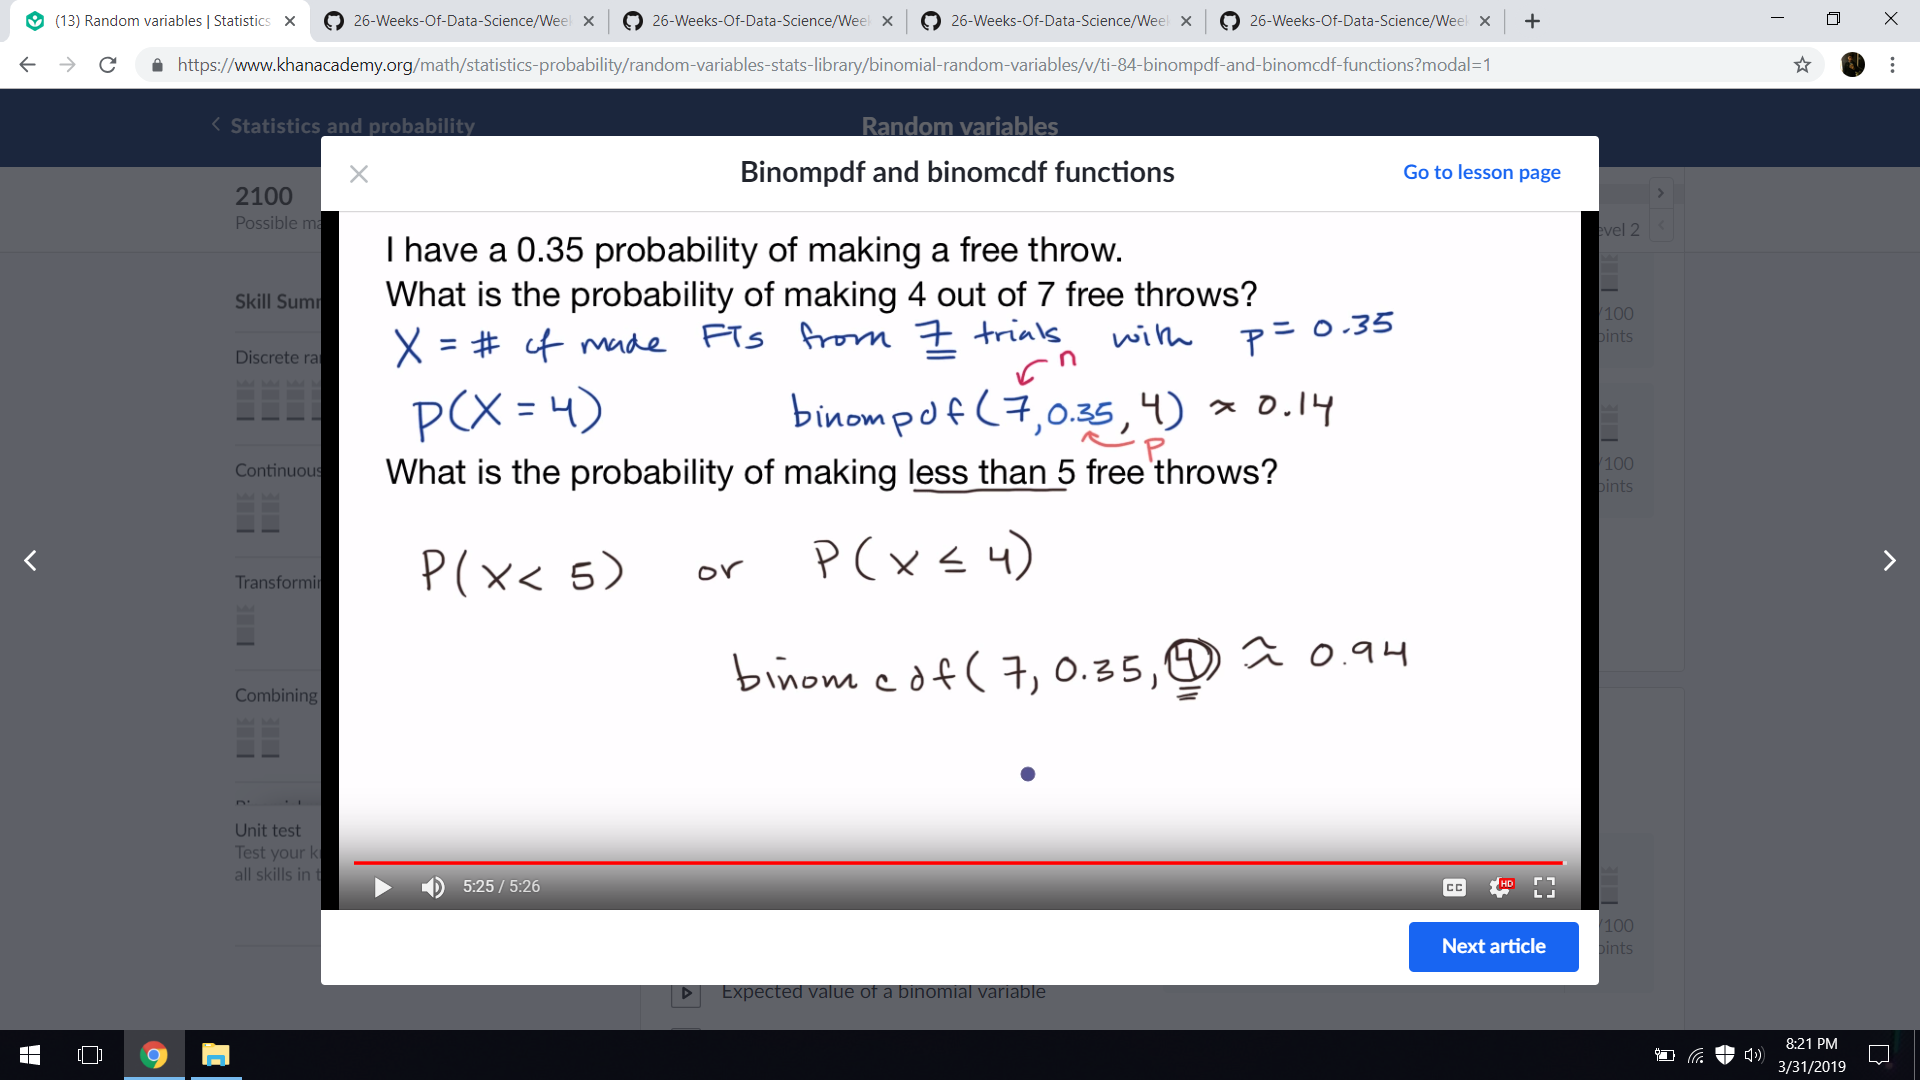 (13) Random variables | Statistics
26-Weeks-Of-Data-Science/Wee
26-Weeks-Of-Data-Science/Wee
26-Weeks-Of-Data-Science/Wee
26-Weeks-Of-Data-Science/Wee
https://www.khanacademy.org/math/statistics-probability/random-variables-stats-library/binomial-random-variables/v/ti-84-binompdf-and-binomcdf-functions?modal=1
Statistics and probability
Random variables
Binompdf and binomcdf functions
Go to lesson page
2100
Possible ma
evel 2
I have a 0.35 probability of making a free throw.
What is the probability of making 4 out of 7 free throws?
X = # of made FTs from 7 trials with p = 0.35
n
P(X = 4) binompdf(7,0.35,4) ≈ 0.14
p
What is the probability of making less than 5 free throws?
P(X < 5) or P(X ≤ 4)
binomcdf(7, 0.35, 4) ≈ 0.94
Skill Summ
Discrete ra
Continuous
Transformin
Combining
Unit test
Test your k
all skills in t
/100
oints
/100
oints
/100
oints
5:25 / 5:26
CC
HD
Next article
Expected value of a binomial variable
8:21 PM
3/31/2019